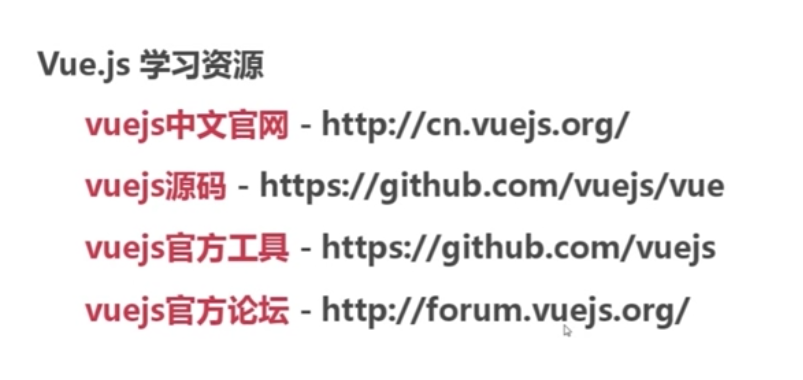 Vue.js 学习资源
vuejs中文官网 - http://cn.vuejs.org/
vuejs源码 - https://github.com/vuejs/vue
vuejs官方工具 - https://github.com/vuejs
vuejs官方论坛 - http://forum.vuejs.org/